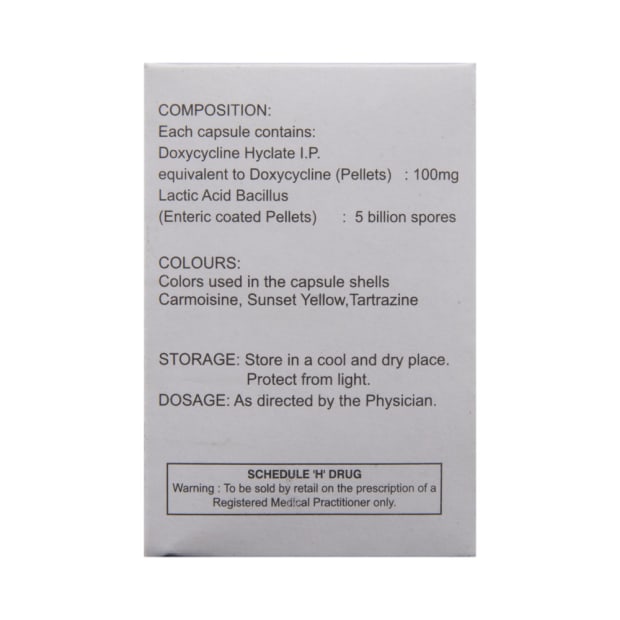 COMPOSITION:
Each capsule contains:
Doxycycline Hyclate I.P.
equivalent to Doxycycline (Pellets) : 100mg
Lactic Acid Bacillus
(Enteric coated Pellets) : 5 billion spores
COLOURS:
Colors used in the capsule shells
Carmoisine, Sunset Yellow,Tartrazine
STORAGE: Store in a cool and dry place.
Protect from light.
DOSAGE: As directed by the Physician.
SCHEDULE 'H' DRUG
Warning : To be sold by retail on the prescription of a
Registered Medical Practitioner only.